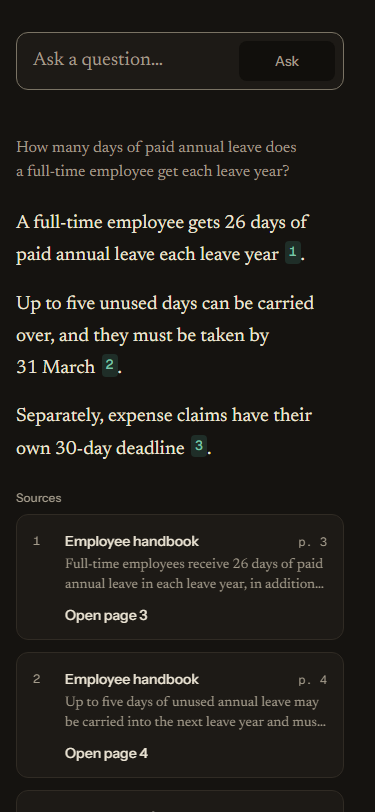 Ask a question...
Ask
How many days of paid annual leave does
a full-time employee get each leave year?
A full-time employee gets 26 days of
paid annual leave each leave year 1.
Up to five unused days can be carried
over, and they must be taken by
31 March 2.
Separately, expense claims have their
own 30-day deadline 3.
Sources
1 Employee handbook p. 3
Full-time employees receive 26 days of paid
annual leave in each leave year, in addition...
Open page 3
2 Employee handbook p. 4
Up to five days of unused annual leave may
be carried into the next leave year and mus...
Open page 4